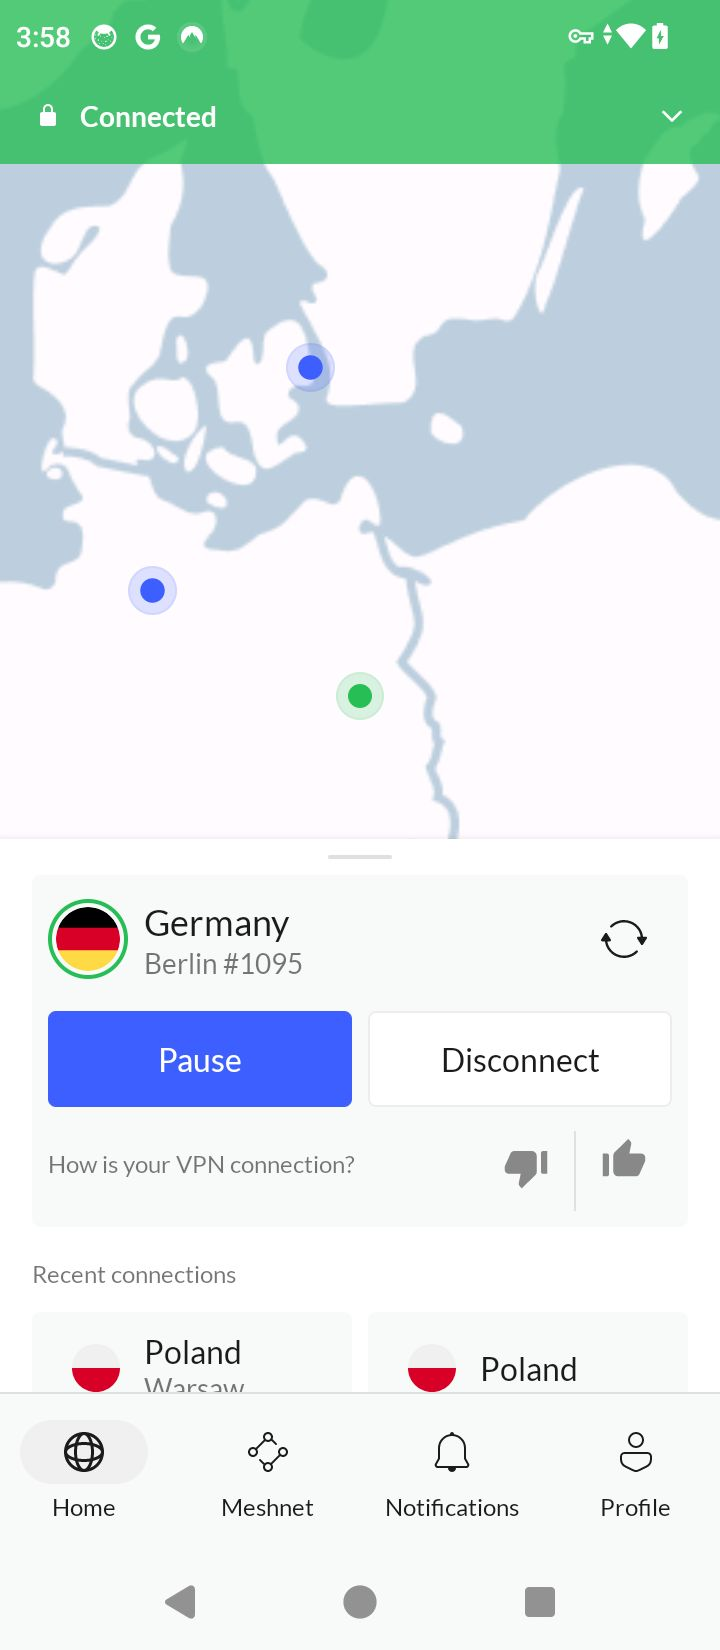 3:58
Connected
Germany
Berlin #1095
Pause
Disconnect
How is your VPN connection?
Recent connections
Poland
Warsaw
Poland
Home
Meshnet
Notifications
Profile